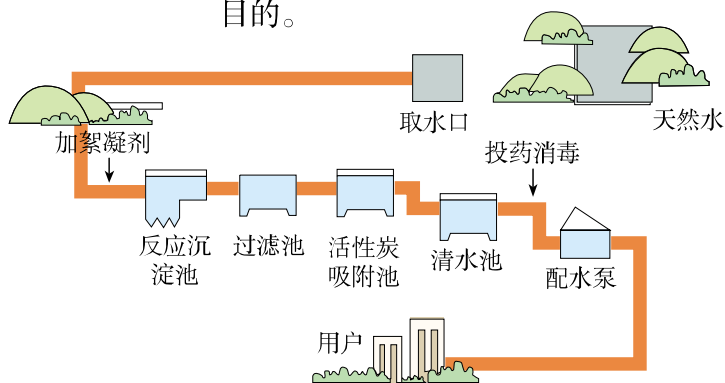 目的。
取水口
天然水
加絮凝剂
投药消毒
反应沉
淀池
过滤池
活性炭
吸附池
清水池
配水泵
用户